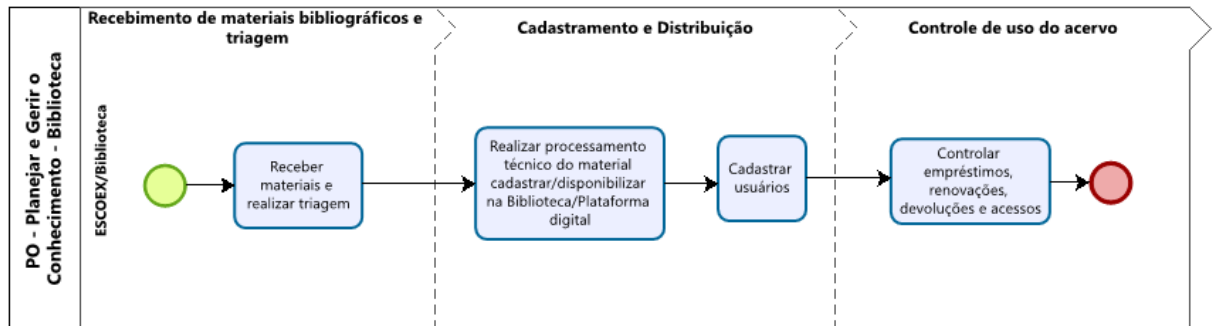 PO - Planejar e Gerir o
Conhecimento - Biblioteca
ESCOEX/Biblioteca
Recebimento de materiais bibliográficos e
triagem
Cadastramento e Distribuição
Controle de uso do acervo
Receber
materiais e
realizar triagem
Realizar processamento
técnico do material
cadastrar/disponibilizar
na Biblioteca/Plataforma
digital
Cadastrar
usuários
Controlar
empréstimos,
renovações,
devoluções e acessos